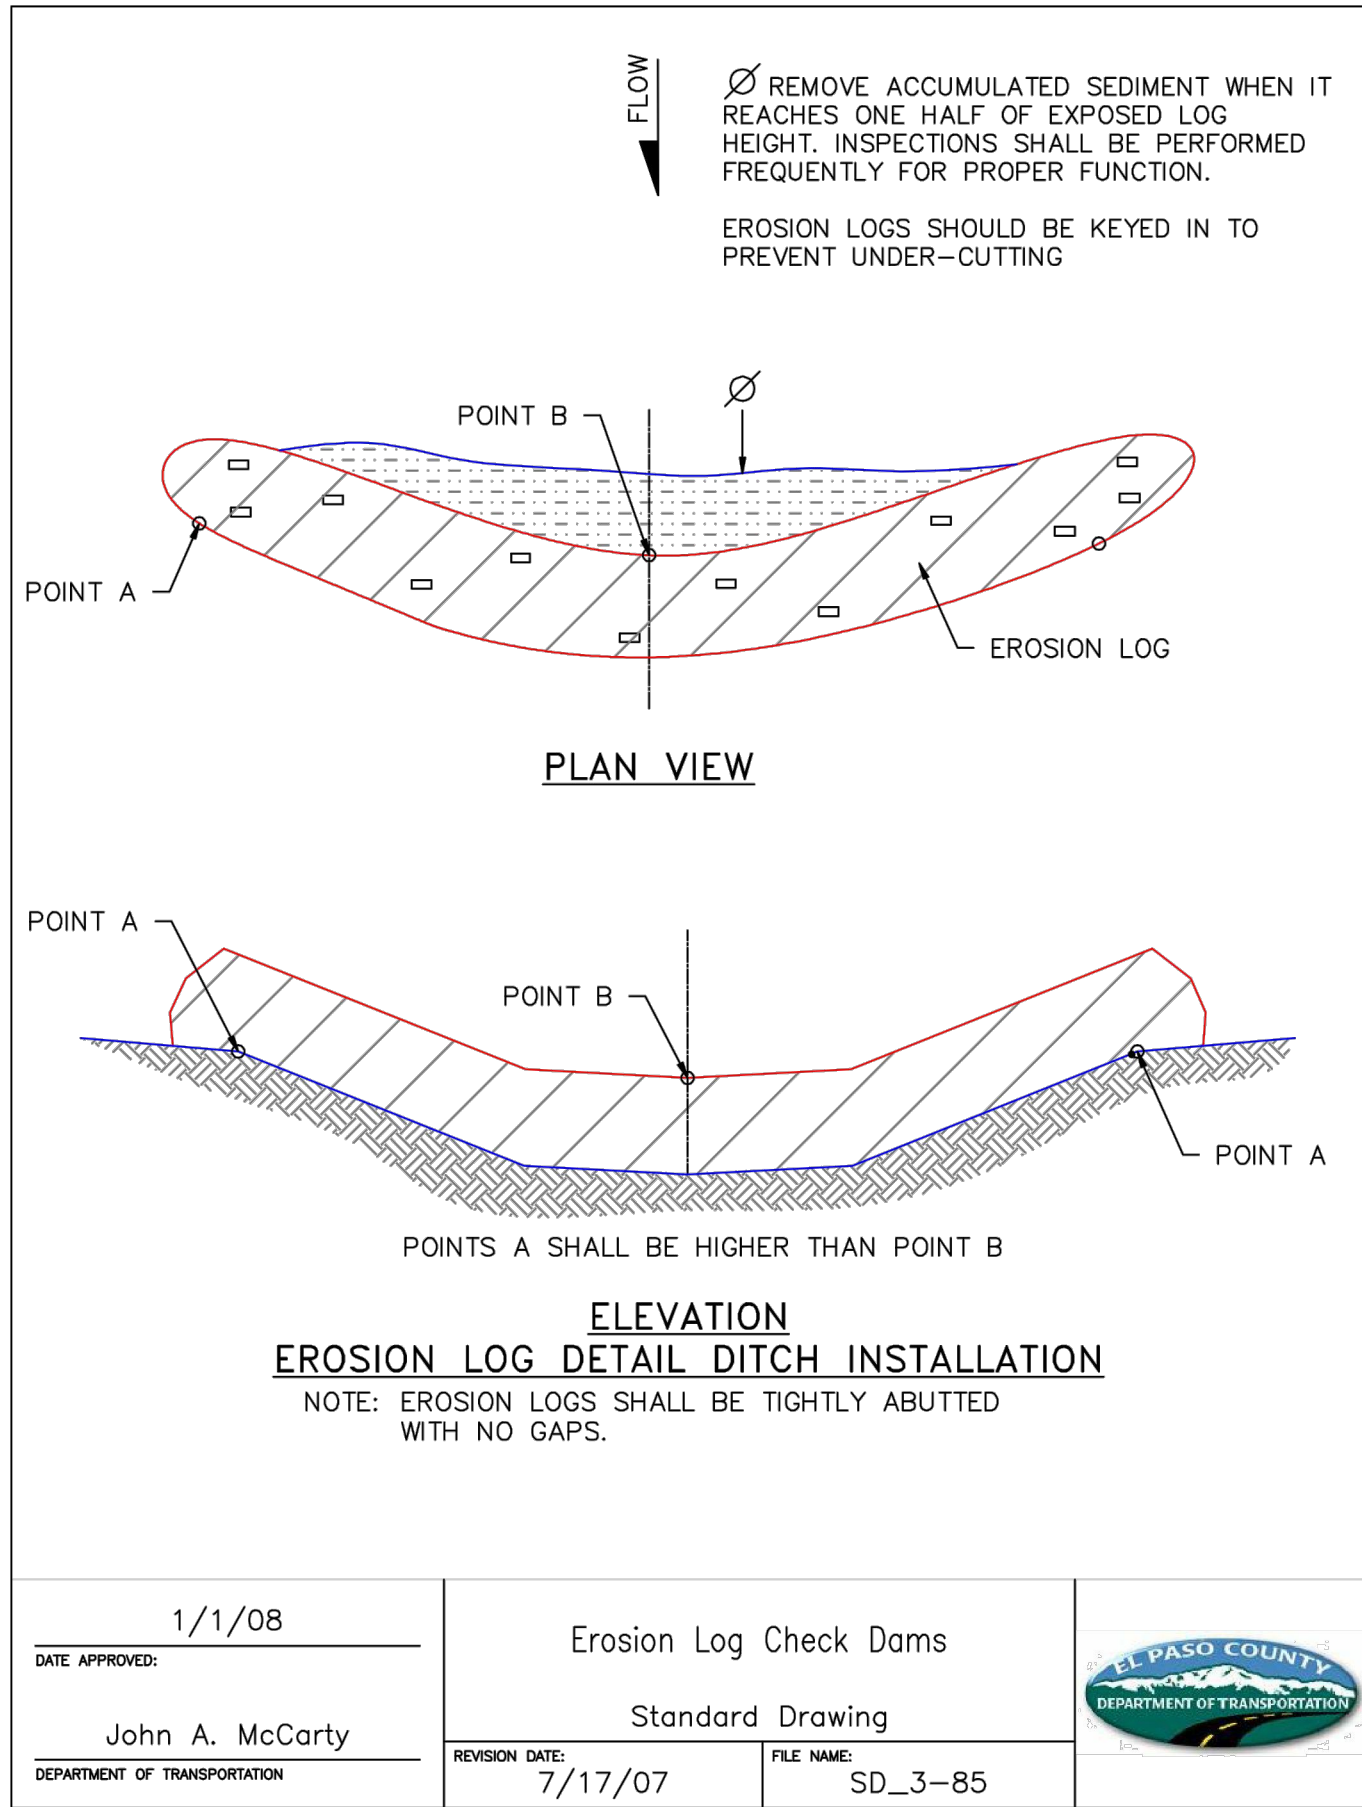 FLOW
Ø REMOVE ACCUMULATED SEDIMENT WHEN IT
REACHES ONE HALF OF EXPOSED LOG
HEIGHT. INSPECTIONS SHALL BE PERFORMED
FREQUENTLY FOR PROPER FUNCTION.
EROSION LOGS SHOULD BE KEYED IN TO
PREVENT UNDER-CUTTING
Ø
POINT B
POINT A
EROSION LOG
PLAN VIEW
POINT A
POINT B
POINT A
POINTS A SHALL BE HIGHER THAN POINT B
ELEVATION
EROSION LOG DETAIL DITCH INSTALLATION
NOTE: EROSION LOGS SHALL BE TIGHTLY ABUTTED
WITH NO GAPS.
1/1/08
DATE APPROVED:
John A. McCarty
DEPARTMENT OF TRANSPORTATION
Erosion Log Check Dams
Standard Drawing
REVISION DATE:
7/17/07
FILE NAME:
SD_3-85
EL PASO COUNTY
DEPARTMENT OF TRANSPORTATION